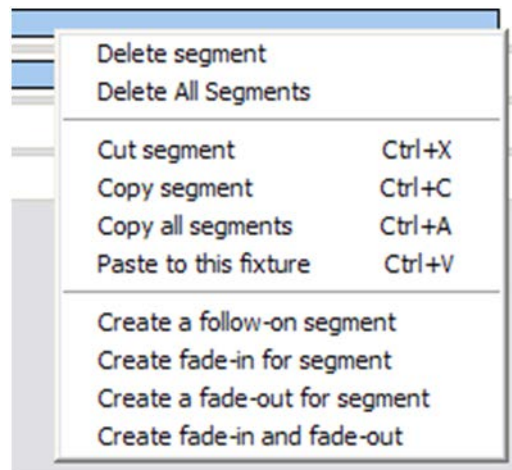 Delete segment
Delete All Segments
Cut segment Ctrl+X
Copy segment Ctrl+C
Copy all segments Ctrl+A
Paste to this fixture Ctrl+V
Create a follow-on segment
Create fade-in for segment
Create a fade-out for segment
Create fade-in and fade-out